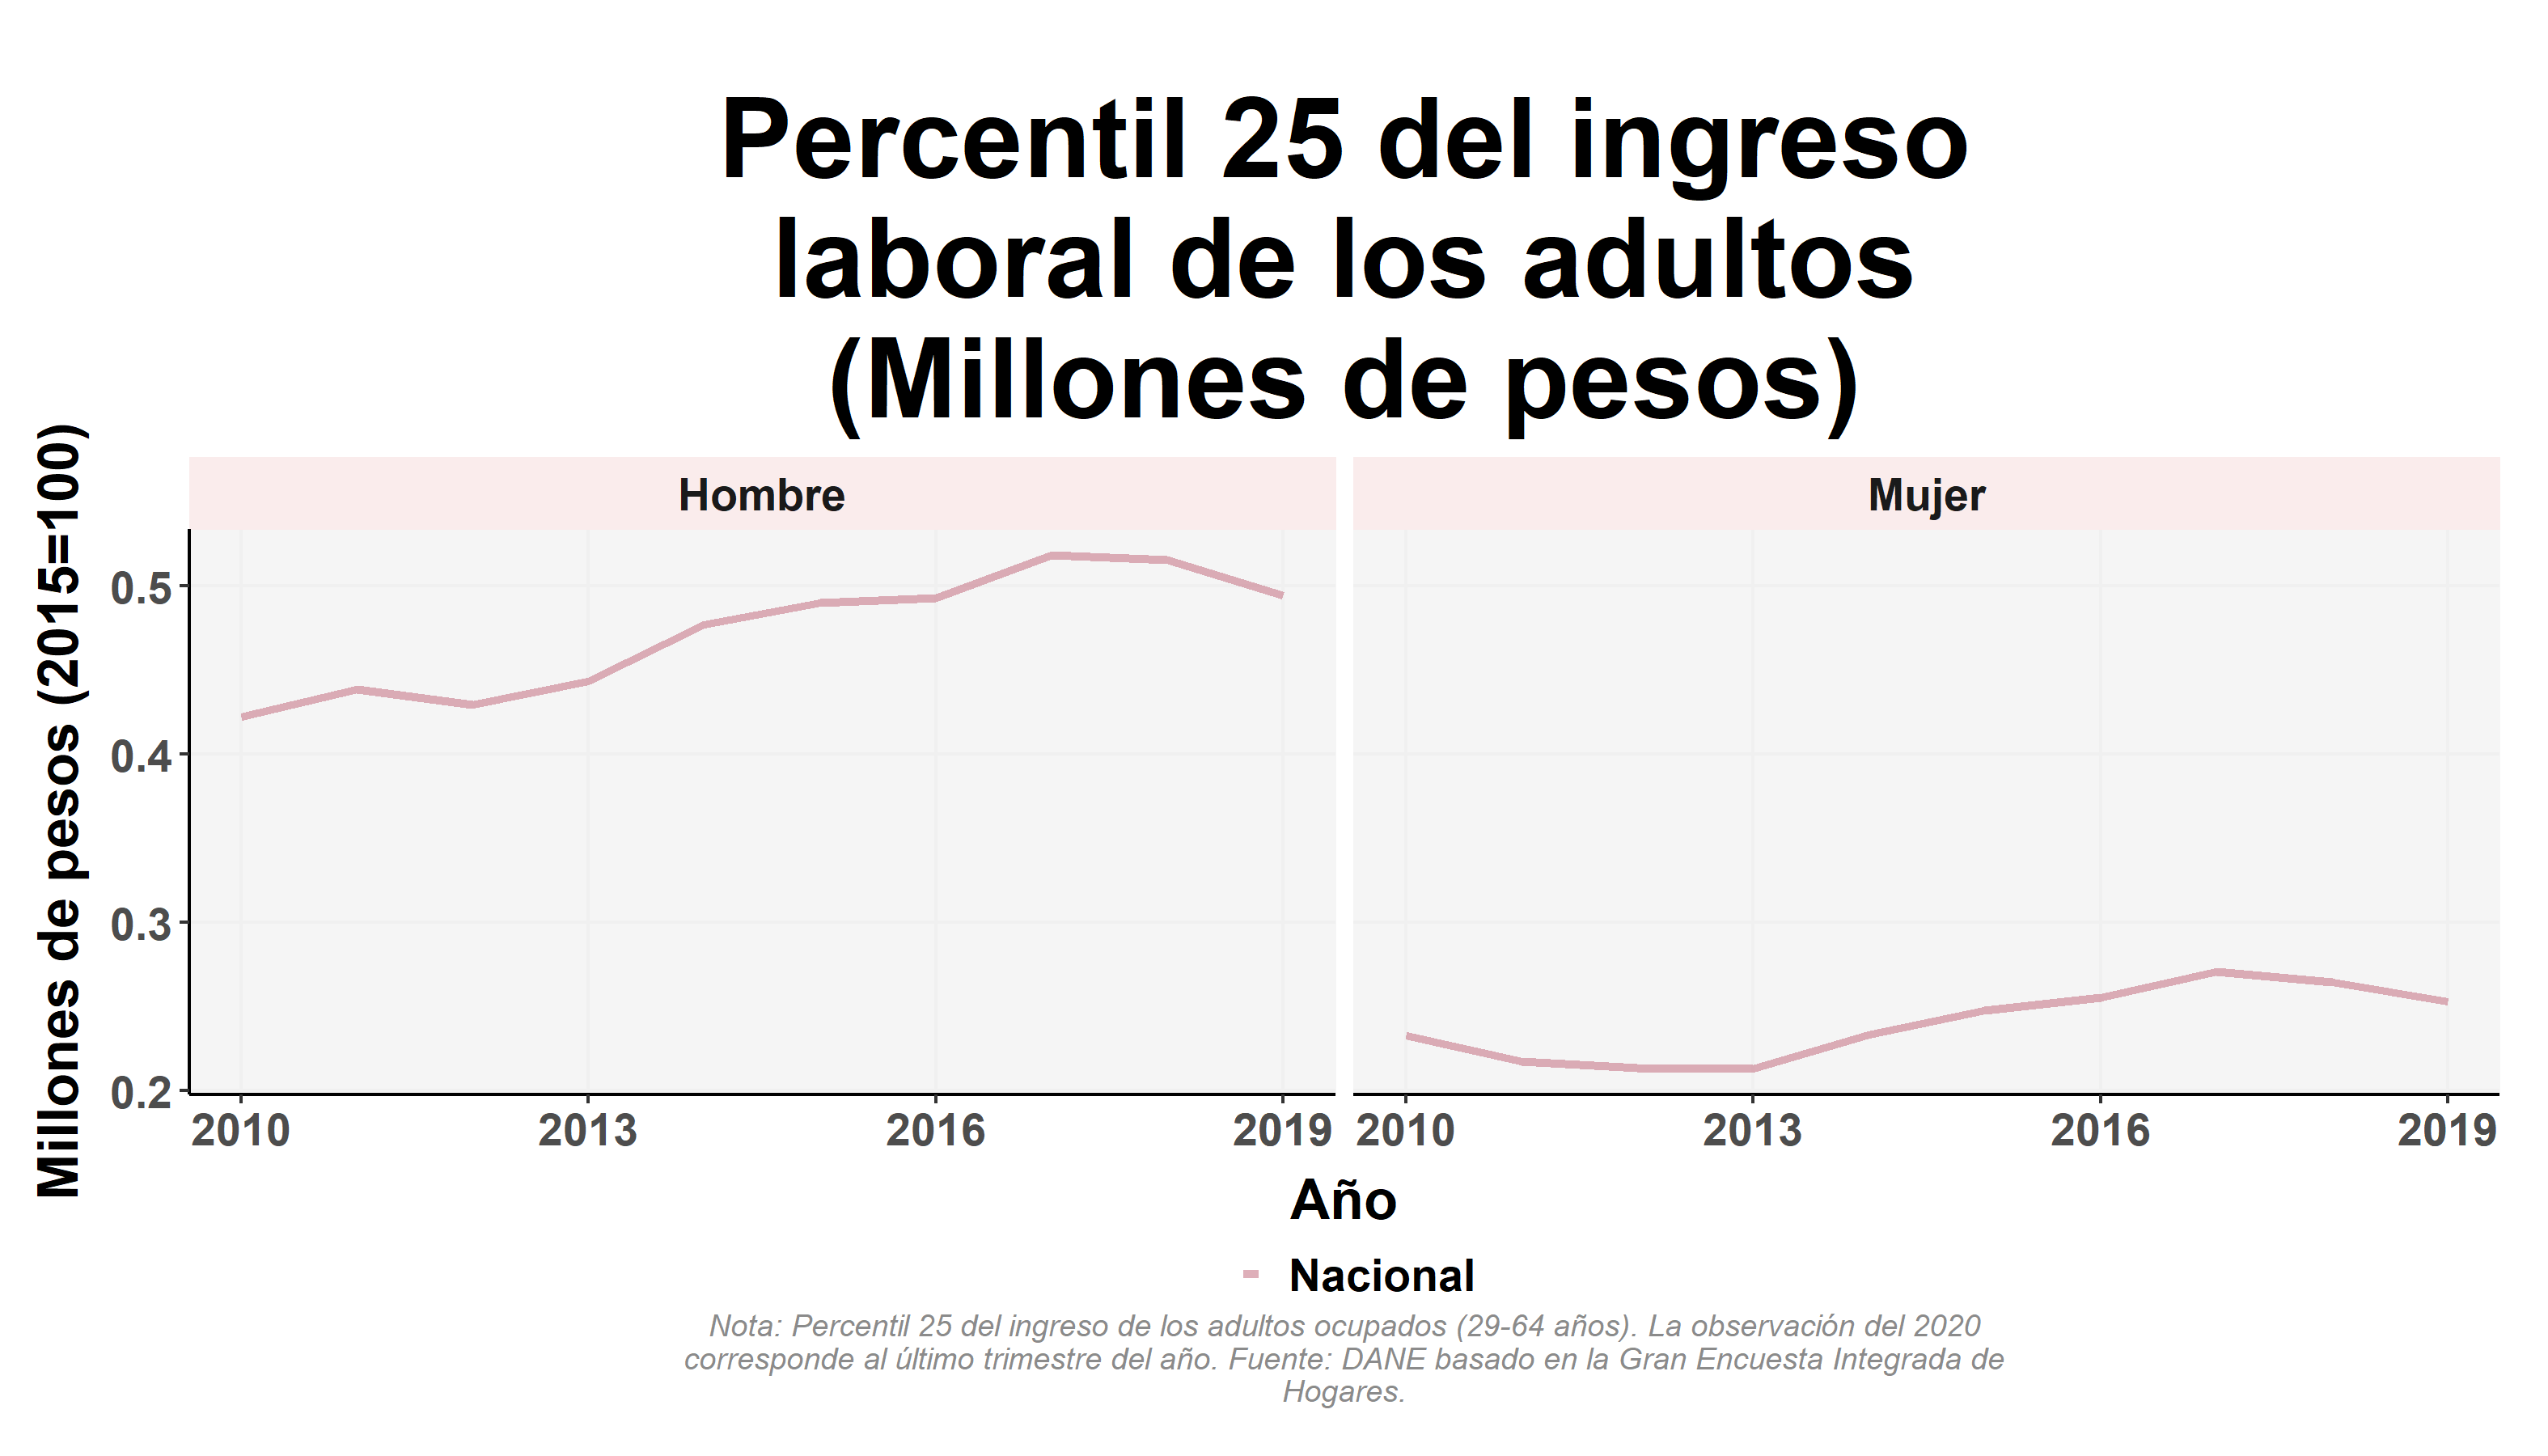 Percentil 25 del ingreso
laboral de los adultos
(Millones de pesos)
Millones de pesos (2015=100)
Hombre
Mujer
0.5
0.4
0.3
0.2
2010 2013 2016 2019
2010 2013 2016 2019
Año
Nacional
Nota: Percentil 25 del ingreso de los adultos ocupados (29-64 años). La observación del 2020
corresponde al último trimestre del año. Fuente: DANE basado en la Gran Encuesta Integrada de
Hogares.